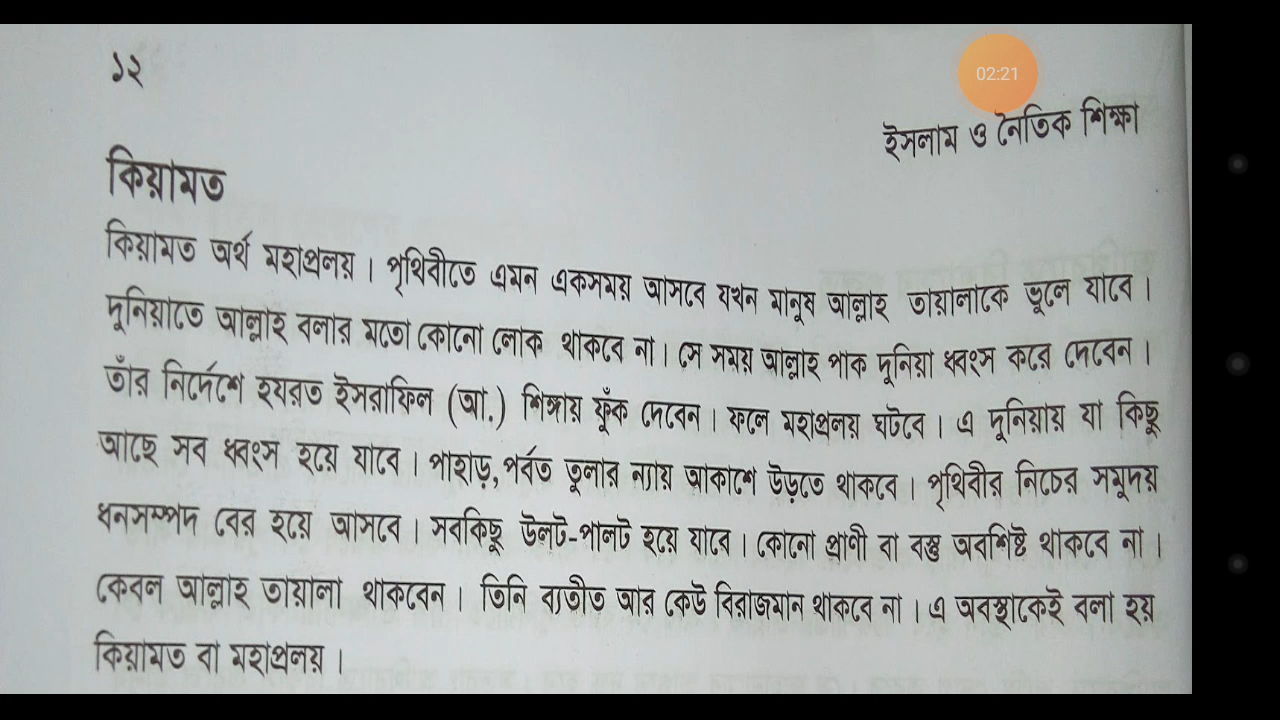 ১২
02:21
ইসলাম ও নৈতিক শিক্ষা
কিয়ামত
কিয়ামত অর্থ মহাপ্রলয় । পৃথিবীতে এমন একসময় আসবে যখন মানুষ আল্লাহ তায়ালাকে ভুলে যাবে ।
দুনিয়াতে আল্লাহ বলার মতো কোনো লোক থাকবে না । সে সময় আল্লাহ পাক দুনিয়া ধ্বংস করে দেবেন ।
তাঁর নির্দেশে হযরত ইসরাফিল (আ.) শিঙ্গায় ফুঁক দেবেন । ফলে মহাপ্রলয় ঘটবে । এ দুনিয়ায় যা কিছু
আছে সব ধ্বংস হয়ে যাবে । পাহাড়, পর্বত তুলার ন্যায় আকাশে উড়তে থাকবে । পৃথিবীর নিচের সমুদয়
ধনসম্পদ বের হয়ে আসবে । সবকিছু উলট-পালট হয়ে যাবে । কোনো প্রাণী বা বস্তু অবশিষ্ট থাকবে না ।
কেবল আল্লাহ তায়ালা থাকবেন । তিনি ব্যতীত আর কেউ বিরাজমান থাকবে না । এ অবস্থাকেই বলা হয়
কিয়ামত বা মহাপ্রলয় ।